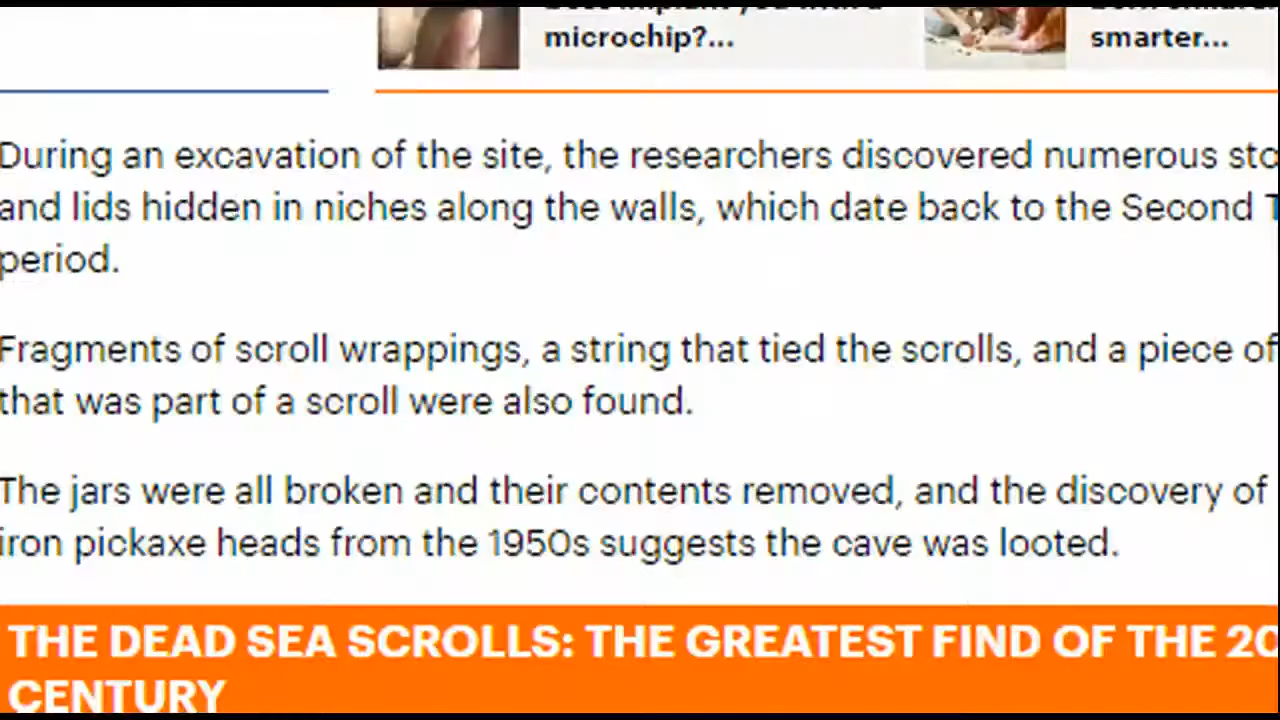 microchip?...
smarter...
During an excavation of the site, the researchers discovered numerous
and lids hidden in niches along the walls, which date back to the Second
period.
Fragments of scroll wrappings, a string that tied the scrolls, and a piece of
that was part of a scroll were also found.
The jars were all broken and their contents removed, and the discovery of
iron pickaxe heads from the 1950s suggests the cave was looted.
THE DEAD SEA SCROLLS: THE GREATEST FIND OF THE
CENTURY